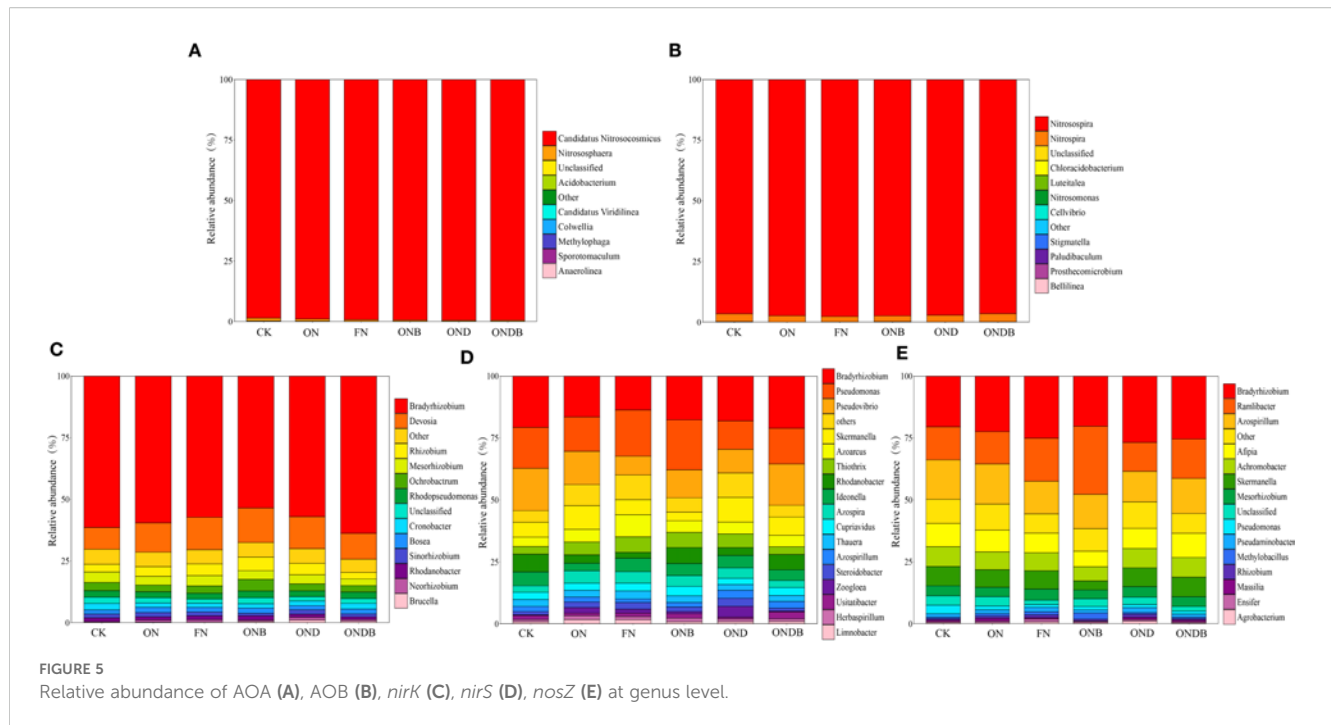 A
Relative abundance (%)
100
75
50
25
0
CK ON FN ONB OND ONDB
Candidatus Nitrosocosmicus
Nitrososphaera
Unclassified
Acidobacterium
Other
Candidatus Viridilinea
Colwellia
Methylophaga
Sporotomaculum
Anaerolinea
B
Relative abundance (%)
100
75
50
25
0
CK ON FN ONB OND ONDB
Nitrosospira
Nitrospira
Unclassified
Chloracidobacterium
Luteitalea
Nitrosomonas
Cellvibrio
Other
Stigmatella
Paludibaculum
Prosthecomicrobium
Bellilinea
C
Relative abundance (%)
100
75
50
25
0
CK ON FN ONB OND ONDB
Bradyrhizobium
Devosia
Other
Rhizobium
Mesorhizobium
Ochrobactrum
Rhodopseudomonas
Unclassified
Cronobacter
Bosea
Sinorhizobium
Rhodanobacter
Neorhizobium
Brucella
D
Relative abundance (%)
100
75
50
25
0
CK ON FN ONB OND ONDB
Bradyrhizobium
Pseudomonas
Pseudovibrio
others
Skermanella
Azoarcus
Thiothrix
Rhodanobacter
Ideonella
Azospira
Cupriavidus
Thauera
Azospirillum
Steroidobacter
Zoogloea
Usitatibacter
Herbaspirillum
Limnobacter
E
Relative abundance (%)
100
75
50
25
0
CK ON FN ONB OND ONDB
Bradyrhizobium
Ramlibacter
Azospirillum
Other
Afipia
Achromobacter
Skermanella
Mesorhizobium
Unclassified
Pseudomonas
Pseudaminobacter
Methylobacillus
Rhizobium
Massilia
Ensifer
Agrobacterium
FIGURE 5
Relative abundance of AOA (A), AOB (B), nirK (C), nirS (D), nosZ (E) at genus level.